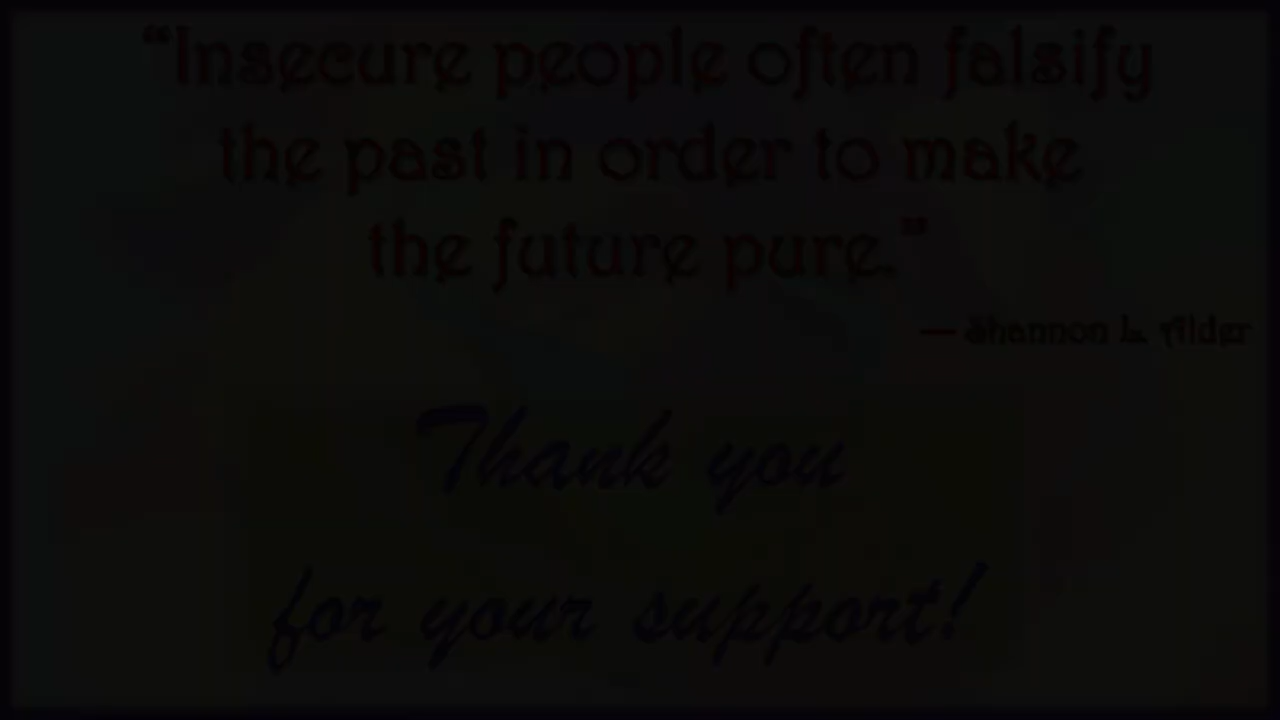 “Insecure people often falsify
the past in order to make
the future pure.”
— Shannon L. Alder
Thank you
for your support!